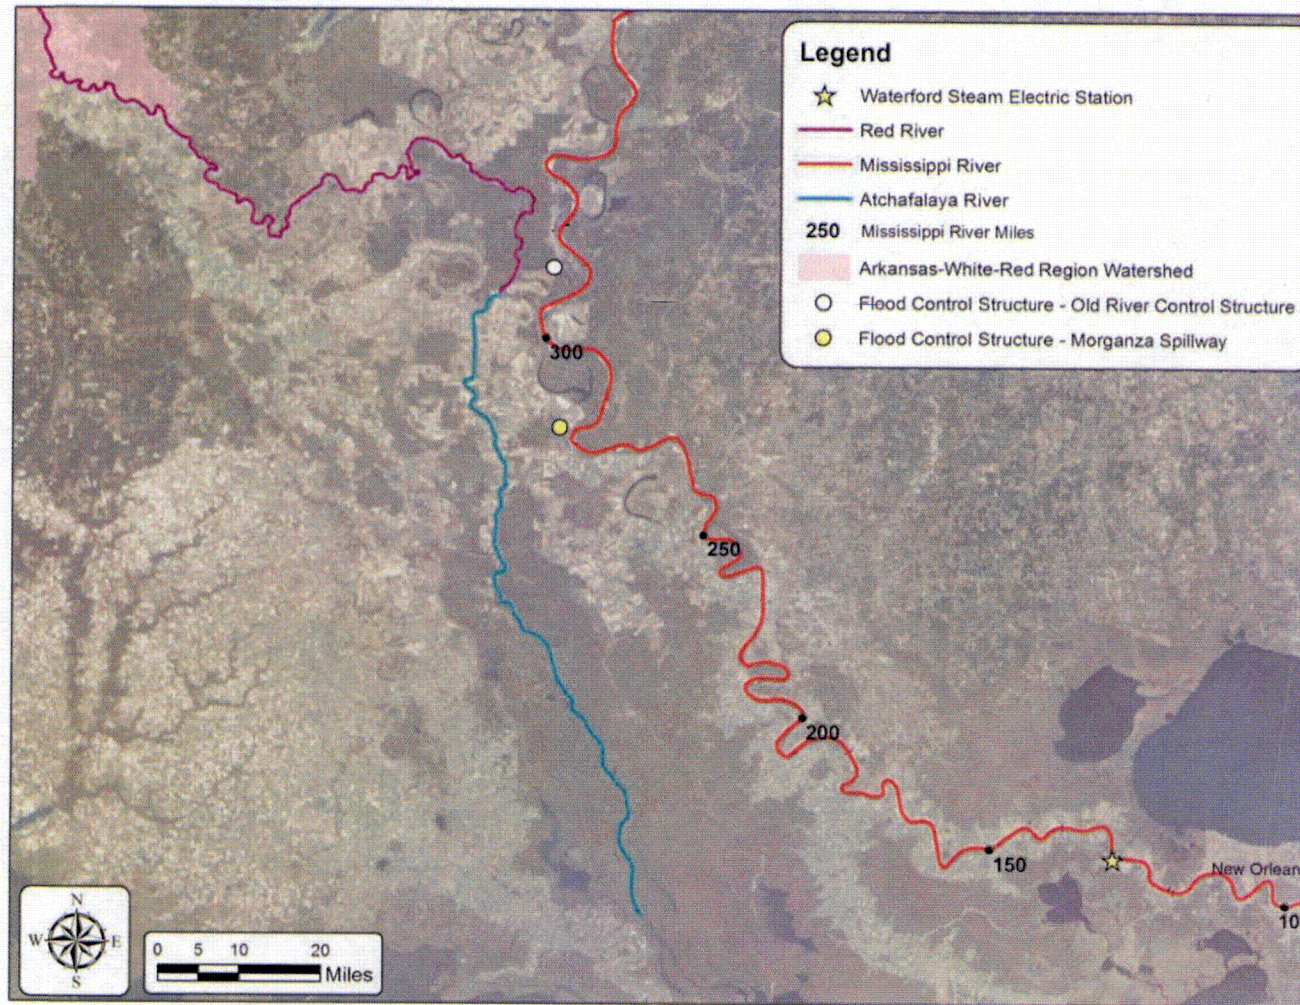 Legend
Waterford Steam Electric Station
Red River
Mississippi River
Atchafalaya River
250 Mississippi River Miles
Arkansas-White-Red Region Watershed
Flood Control Structure - Old River Control Structure
Flood Control Structure - Morganza Spillway
300
250
200
150
New Orlean
10
N
W E
S
0 5 10 20
Miles